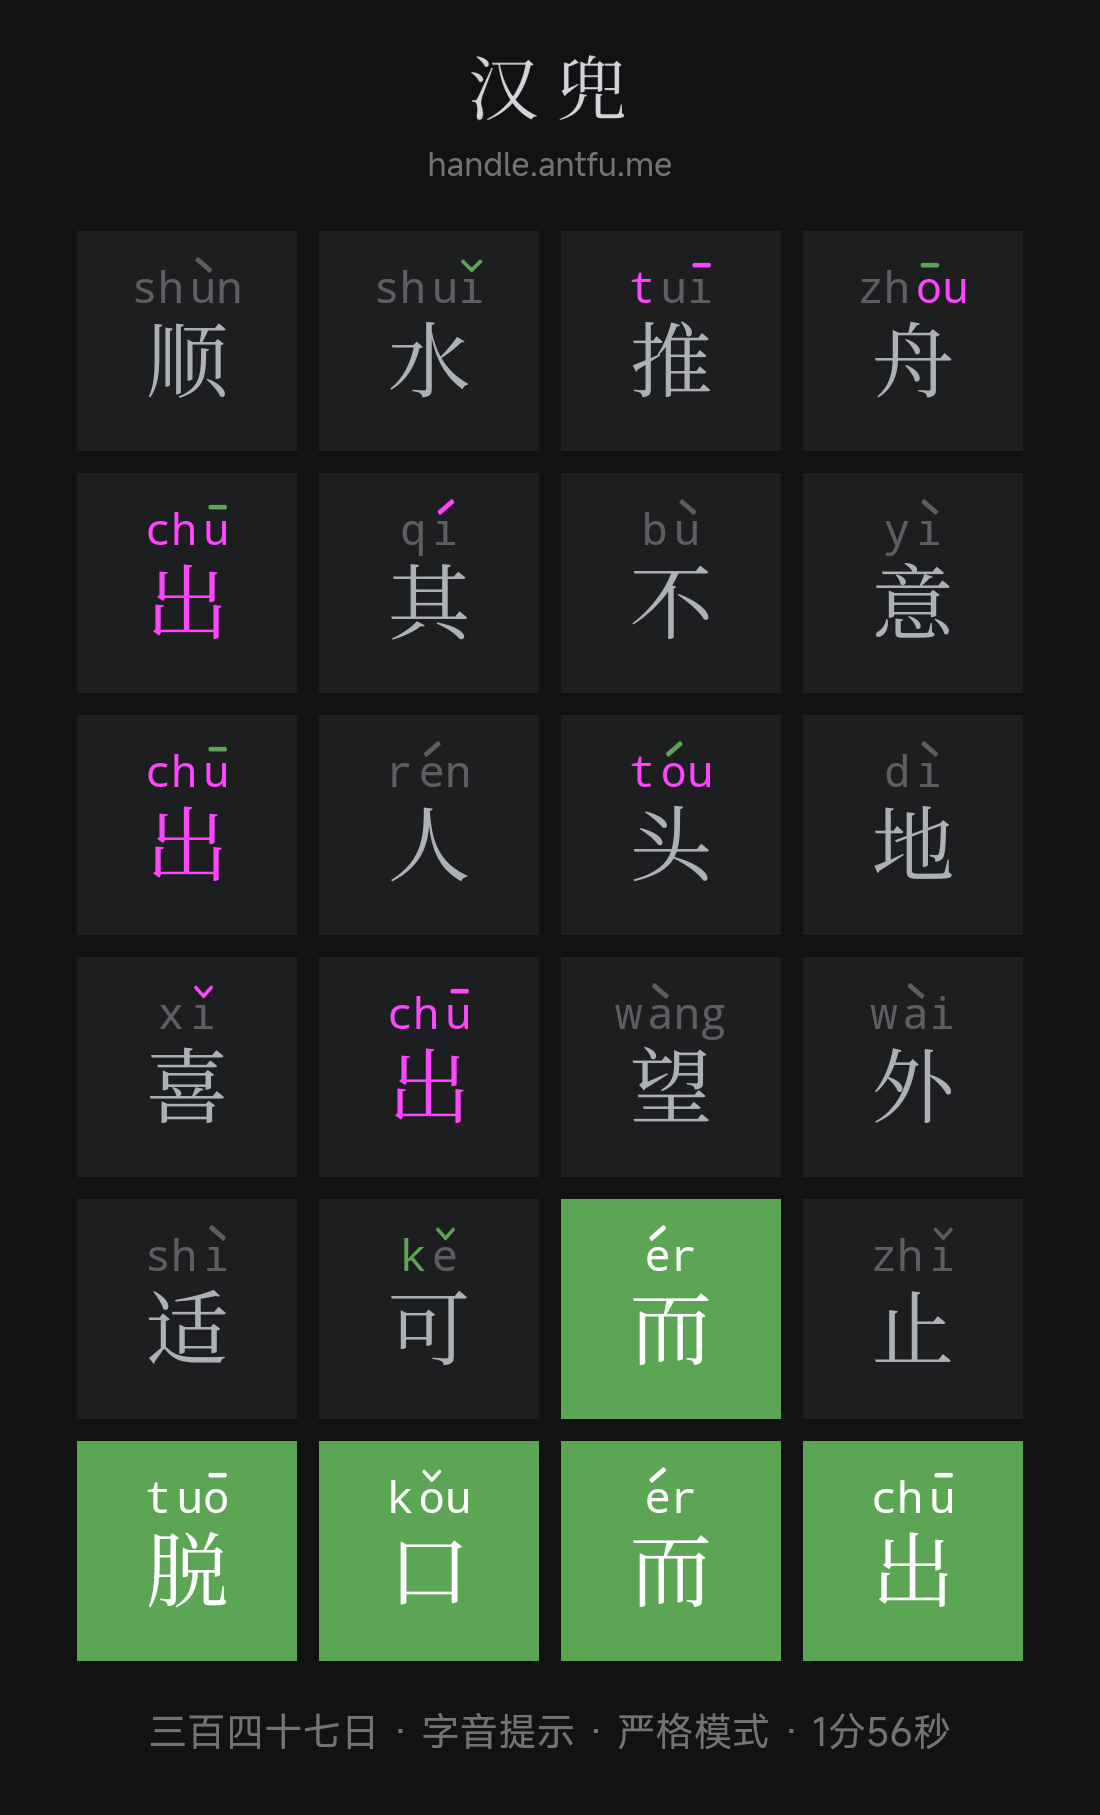 汉兜
handle.antfu.me
shùn shuǐ tuī zhōu
顺 水 推 舟
chū qí bù yì
出 其 不 意
chū rén tóu dì
出 人 头 地
xǐ chū wàng wài
喜 出 望 外
shì kě ér zhǐ
适 可 而 止
tuō kǒu ér chū
脱 口 而 出
三百四十七日 · 字音提示 · 严格模式 · 1分56秒